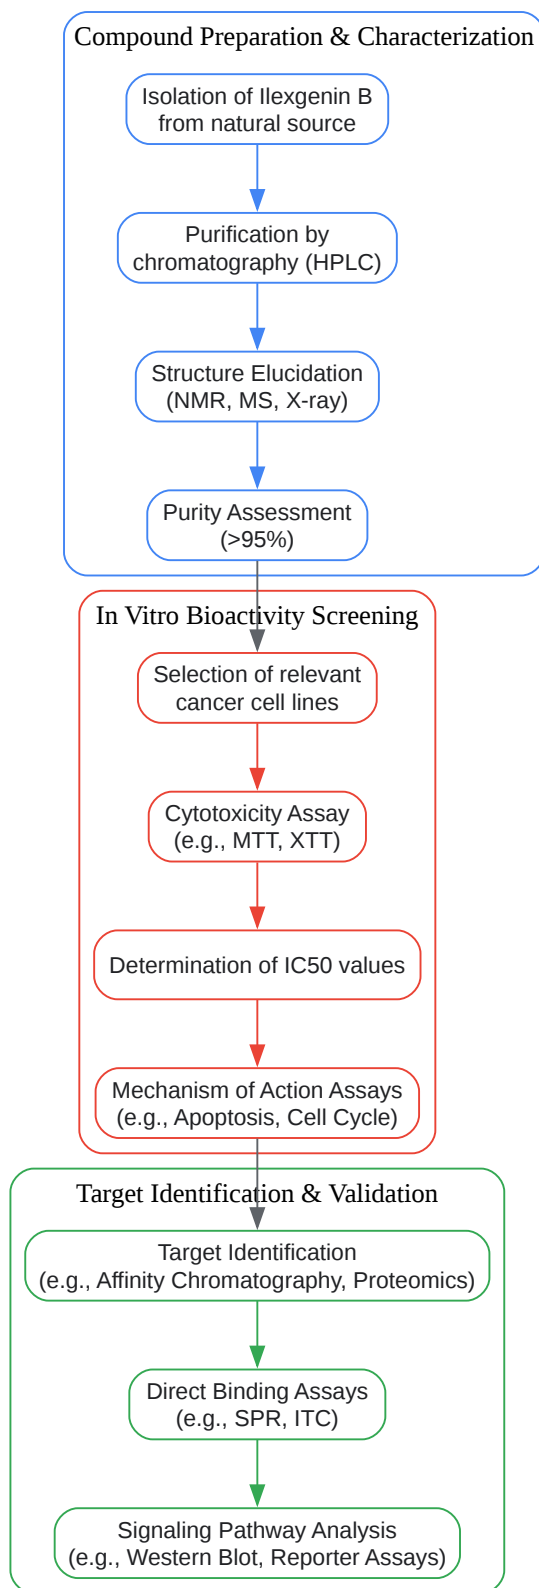 Compound Preparation & Characterization
Isolation of Ilexgenin B
from natural source
Purification by
chromatography (HPLC)
Structure Elucidation
(NMR, MS, X-ray)
Purity Assessment
(>95%)
In Vitro Bioactivity Screening
Selection of relevant
cancer cell lines
Cytotoxicity Assay
(e.g., MTT, XTT)
Determination of IC50 values
Mechanism of Action Assays
(e.g., Apoptosis, Cell Cycle)
Target Identification & Validation
Target Identification
(e.g., Affinity Chromatography, Proteomics)
Direct Binding Assays
(e.g., SPR, ITC)
Signaling Pathway Analysis
(e.g., Western Blot, Reporter Assays)